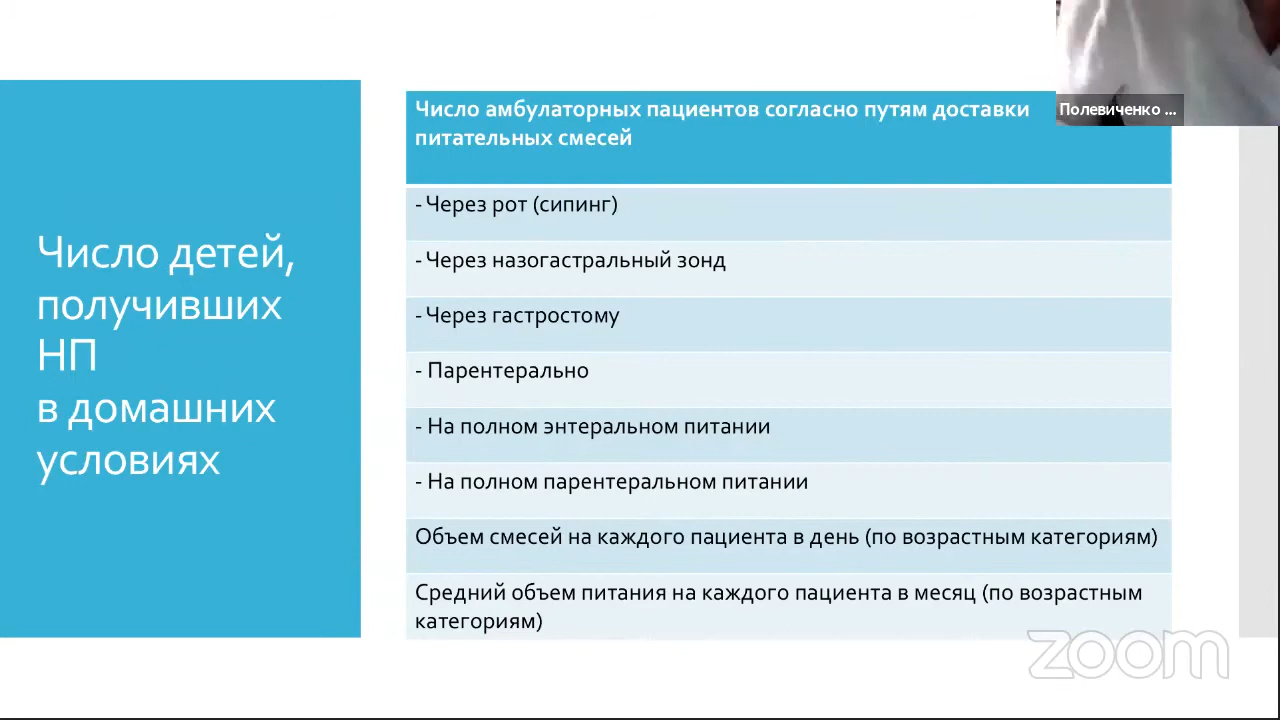 Полевиченко ...
Число детей,
получивших
НП
в домашних
условиях
Число амбулаторных пациентов согласно путям доставки
питательных смесей
- Через рот (сипинг)
- Через назогастральный зонд
- Через гастростому
- Парентерально
- На полном энтеральном питании
- На полном парентеральном питании
Объем смесей на каждого пациента в день (по возрастным категориям)
Средний объем питания на каждого пациента в месяц (по возрастным
категориям)
zoom